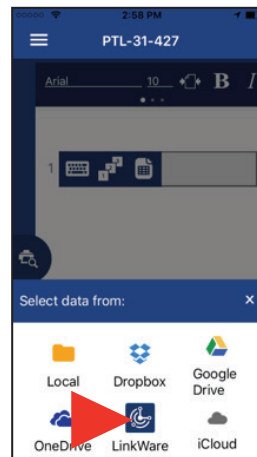 2:58 PM
PTL-31-427
Arial 10 B I
1
Select data from: x
Local Dropbox Google Drive
OneDrive LinkWare iCloud